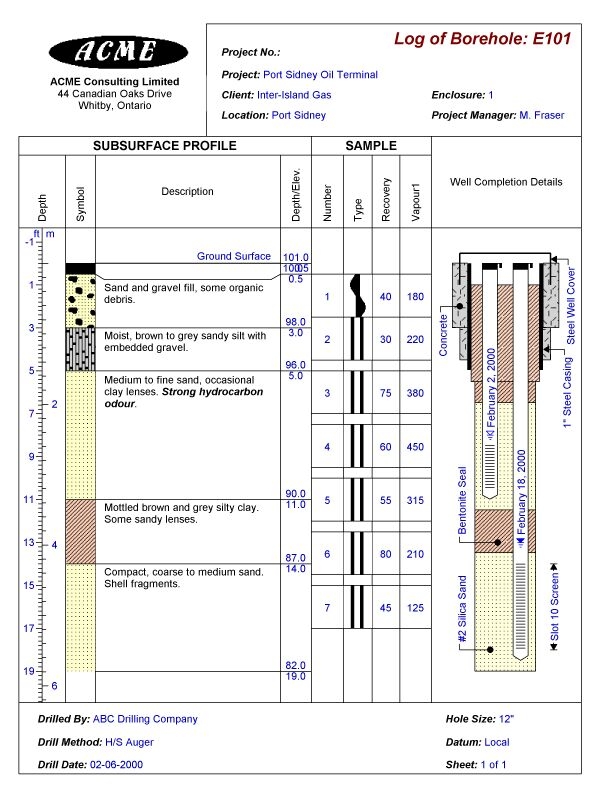 ACME
ACME Consulting Limited
44 Canadian Oaks Drive
Whitby, Ontario
Log of Borehole: E101
Project No.:
Project: Port Sidney Oil Terminal
Client: Inter-Island Gas
Enclosure: 1
Location: Port Sidney
Project Manager: M. Fraser
SUBSURFACE PROFILE
SAMPLE
Depth
Symbol
Description
Depth/Elev.
Number
Type
Recovery
Vapour1
Well Completion Details
ft m
-1
Ground Surface
101.0
100.5
0.5
1
Sand and gravel fill, some organic
debris.
1 40 180
98.0
3
3.0
Moist, brown to grey sandy silt with
embedded gravel.
2 30 220
96.0
5
5.0
Medium to fine sand, occasional
clay lenses. Strong hydrocarbon
odour.
3 75 380
2
7
4 60 450
9
90.0
11
11.0
5 55 315
Mottled brown and grey silty clay.
Some sandy lenses.
13
4
6 80 210
87.0
14.0
Compact, coarse to medium sand.
Shell fragments.
15
7 45 125
17
82.0
19
19.0
6
Concrete
Steel Well Cover
1" Steel Casing
February 2, 2000
February 18, 2000
Bentonite Seal
#2 Silica Sand
Slot 10 Screen
Drilled By: ABC Drilling Company
Hole Size: 12"
Drill Method: H/S Auger
Datum: Local
Drill Date: 02-06-2000
Sheet: 1 of 1